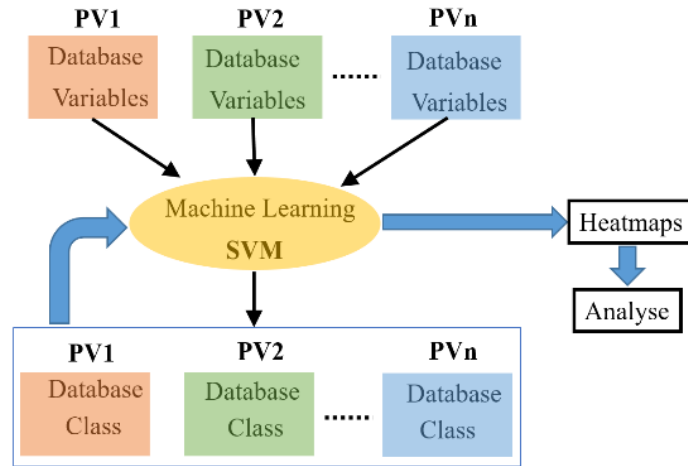 PV1 PV2 PVn
Database Database Database
Variables Variables Variables
Machine Learning
SVM
Heatmaps
Analyse
PV1 PV2 PVn
Database Database Database
Class Class Class